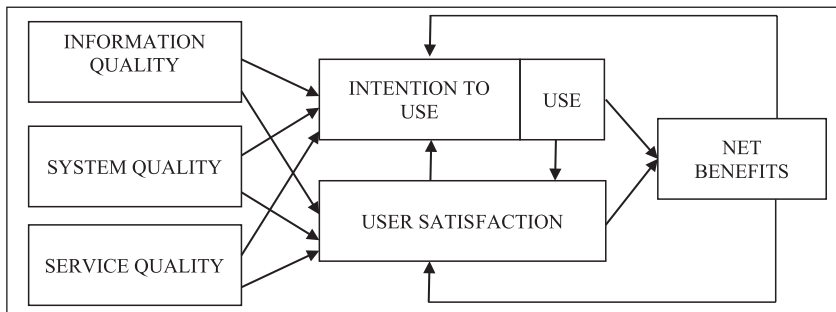 INFORMATION
QUALITY
SYSTEM QUALITY
SERVICE QUALITY
INTENTION TO
USE
USE
USER SATISFACTION
NET
BENEFITS